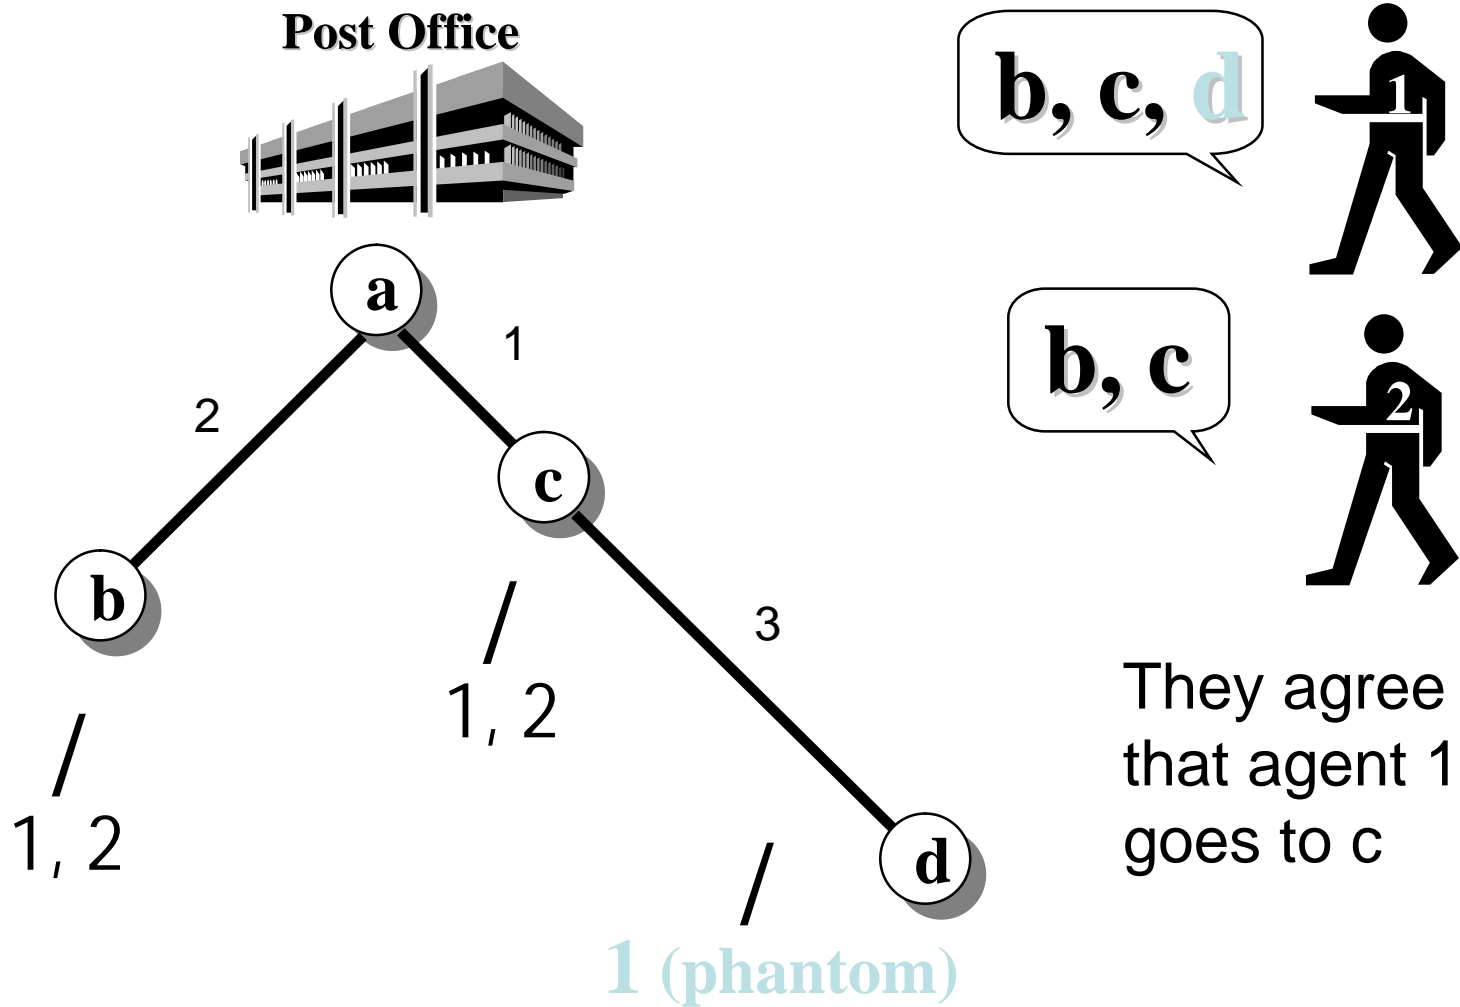 Post Office
b, c, d
1
a
1
b, c
2
2
c
b
3
/
1, 2
They agree
that agent 1
goes to c
/
1, 2
d
/
1 (phantom)